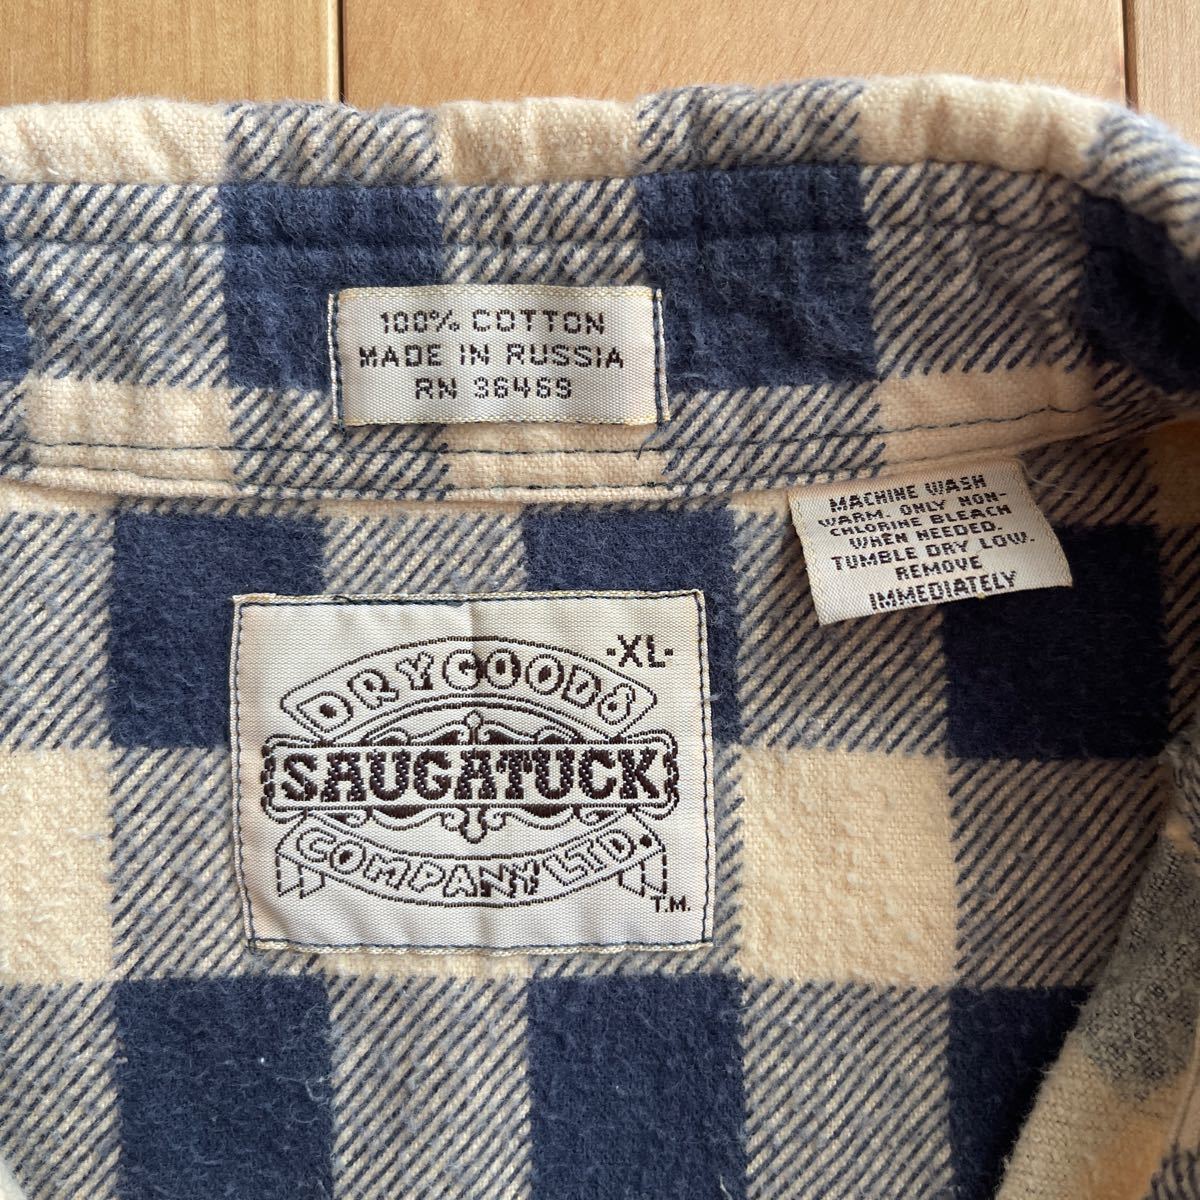 100% COTTON
MADE IN RUSSIA
RN 36469
MACHINE WASH
WARM. ONLY NON-
CHLORINE BLEACH
WHEN NEEDED.
TUMBLE DRY LOW.
REMOVE
IMMEDIATELY
-XL-
DRY GOODS
SAUGATUCK
COMPANY LTD.
T.M.